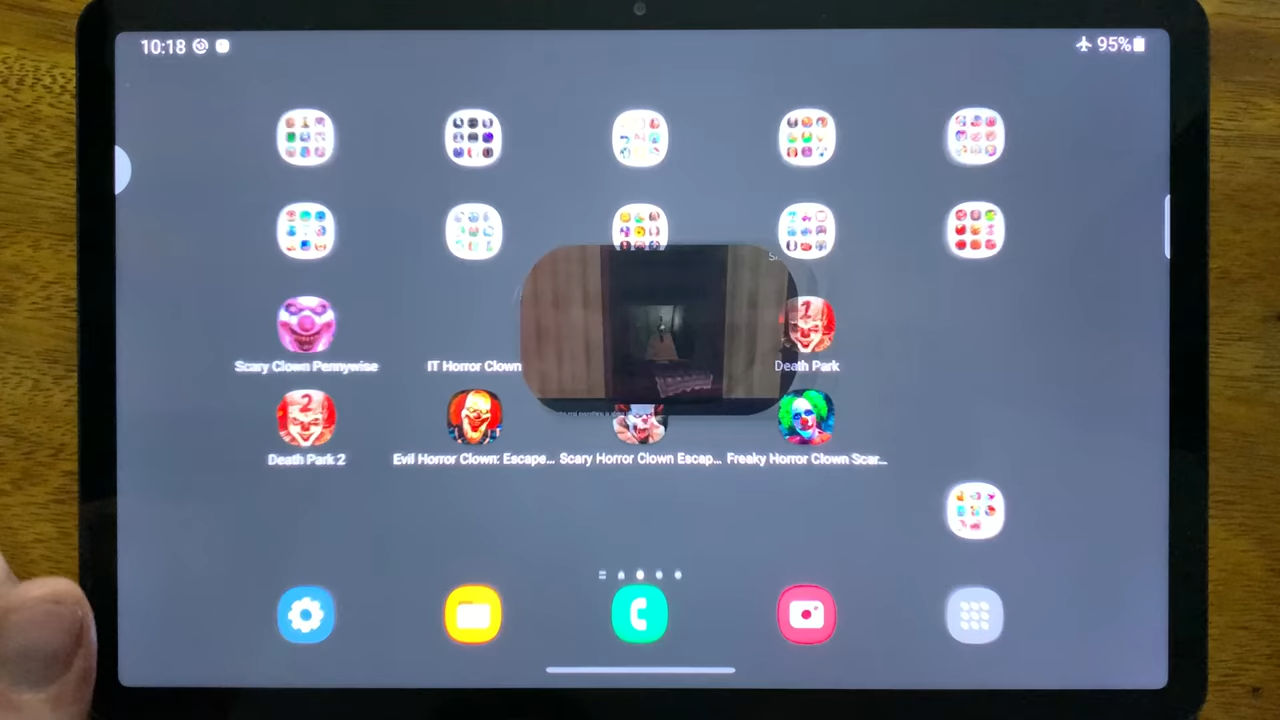 10:18
95%
Scary Clown Pennywise
IT Horror Clown
Death Park
Death Park 2
Evil Horror Clown: Escape...
Scary Horror Clown Escap...
Freaky Horror Clown Scar...